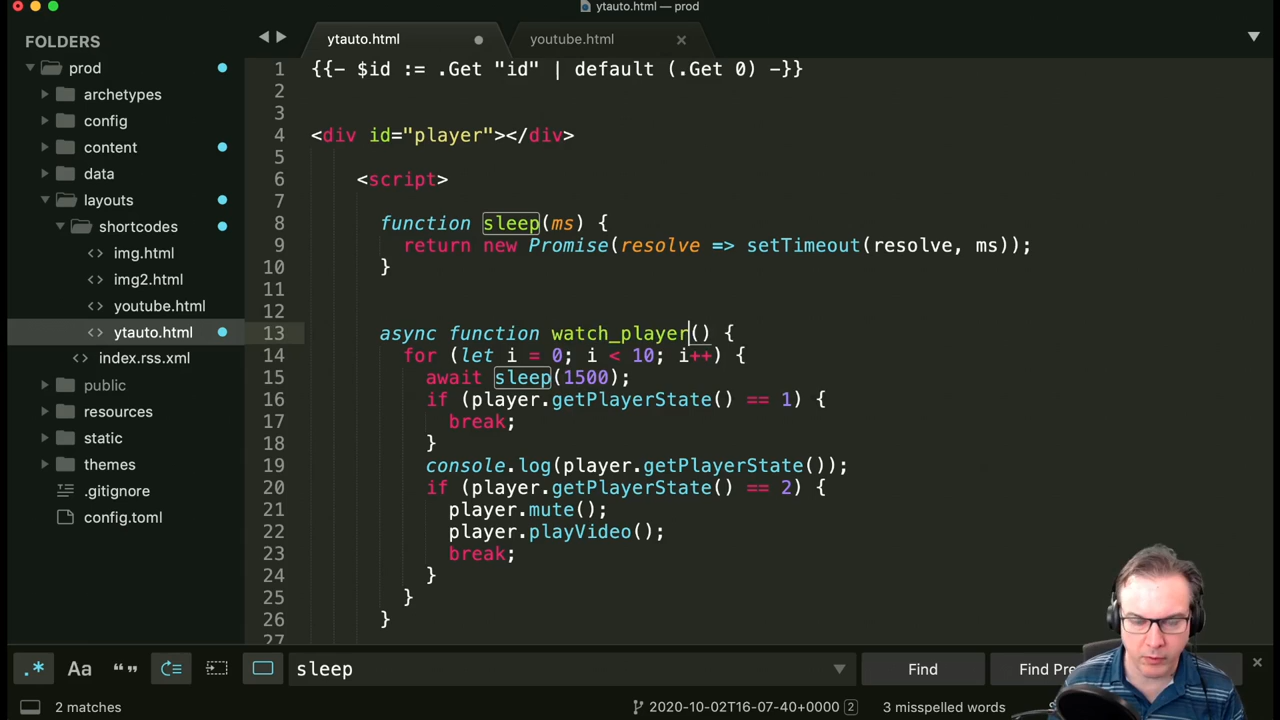 ytauto.html — prod
FOLDERS
prod
archetypes
config
content
data
layouts
shortcodes
img.html
img2.html
youtube.html
ytauto.html
index.rss.xml
public
resources
static
themes
.gitignore
config.toml
ytauto.html
youtube.html
1 {{- $id := .Get "id" | default (.Get 0) -}}
2
3
4 <div id="player"></div>
5
6 <script>
7
8 function sleep(ms) {
9 return new Promise(resolve => setTimeout(resolve, ms));
10 }
11
12
13 async function watch_player() {
14 for (let i = 0; i < 10; i++) {
15 await sleep(1500);
16 if (player.getPlayerState() == 1) {
17 break;
18 }
19 console.log(player.getPlayerState());
20 if (player.getPlayerState() == 2) {
21 player.mute();
22 player.playVideo();
23 break;
24 }
25 }
26 }
27
.* Aa “” sleep Find Find Pre
2 matches 2020-10-02T16-07-40+0000 2 3 misspelled words